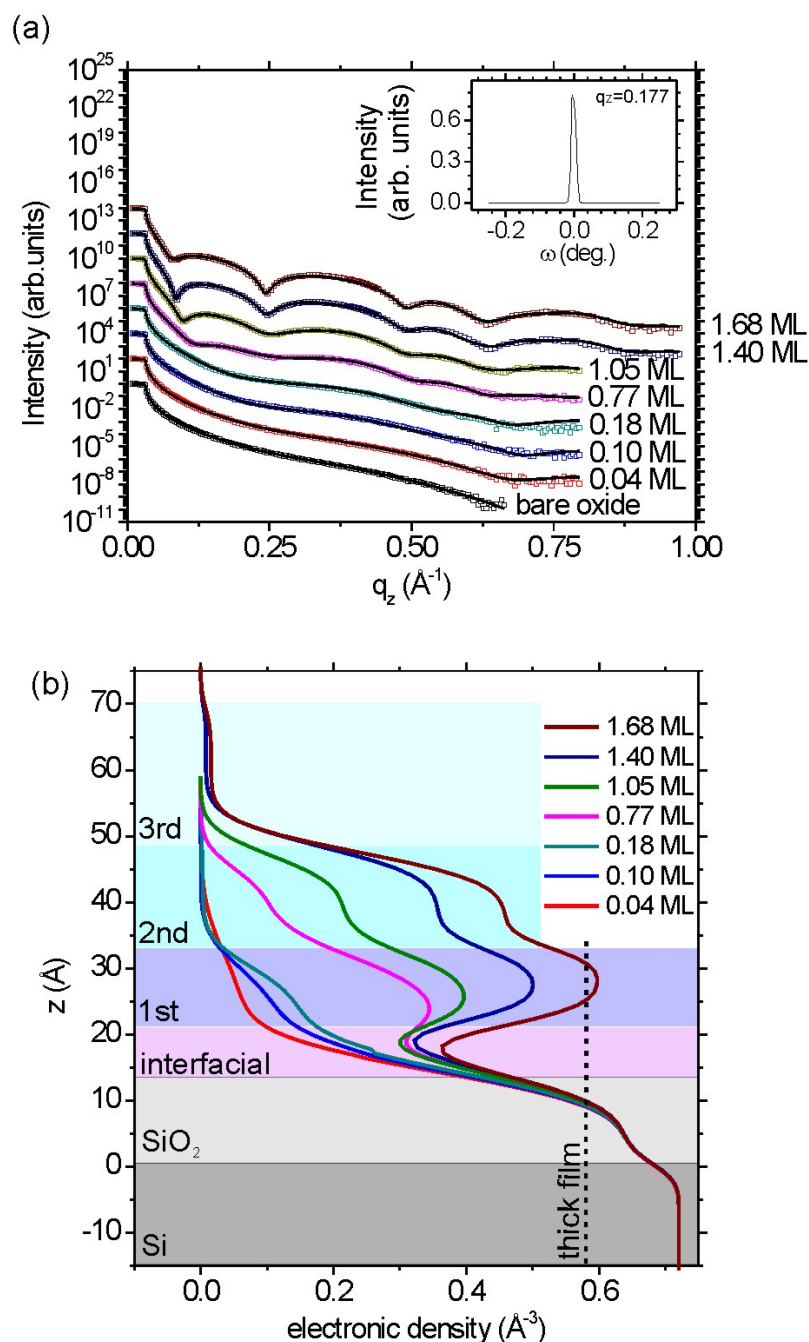 (a)
10^25
10^22
10^19
10^16
10^13
10^10
10^7
10^4
10^1
10^-2
10^-5
10^-8
10^-11
Intensity (arb.units)
0.00 0.25 0.50 0.75 1.00
q_z (Å^-1)
Intensity
(arb. units)
0.6
0.3
0.0
-0.2 0.0 0.2
ω (deg.)
qz=0.177
1.68 ML
1.40 ML
1.05 ML
0.77 ML
0.18 ML
0.10 ML
0.04 ML
bare oxide
(b)
70
60
50
40
30
20
10
0
-10
z (Å)
3rd
2nd
1st
interfacial
SiO₂
Si
1.68 ML
1.40 ML
1.05 ML
0.77 ML
0.18 ML
0.10 ML
0.04 ML
thick film
0.0 0.2 0.4 0.6
electronic density (Å^-3)